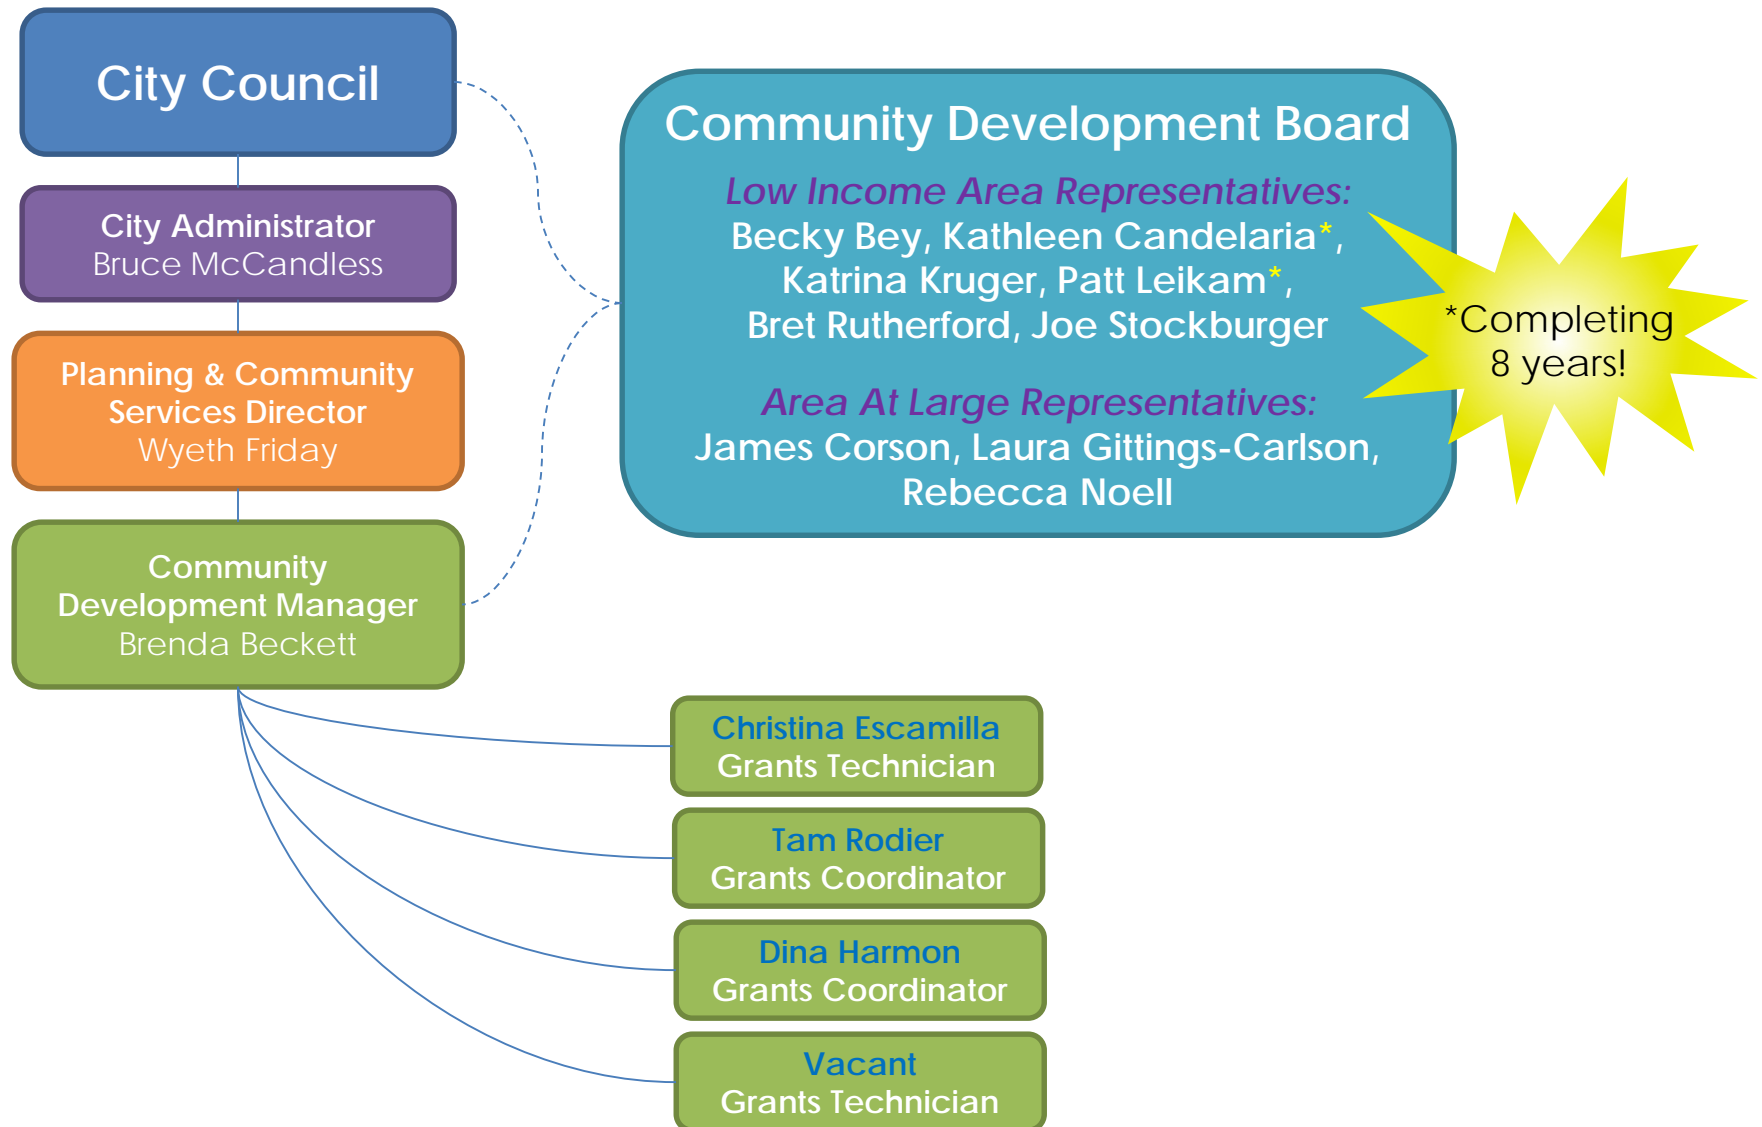 City Council
City Administrator
Bruce McCandless
Planning & Community
Services Director
Wyeth Friday
Community
Development Manager
Brenda Beckett
Community Development Board
Low Income Area Representatives:
Becky Bey, Kathleen Candelaria*,
Katrina Kruger, Patt Leikam*,
Bret Rutherford, Joe Stockburger
Area At Large Representatives:
James Corson, Laura Gittings-Carlson,
Rebecca Noell
*Completing
8 years!
Christina Escamilla
Grants Technician
Tam Rodier
Grants Coordinator
Dina Harmon
Grants Coordinator
Vacant
Grants Technician